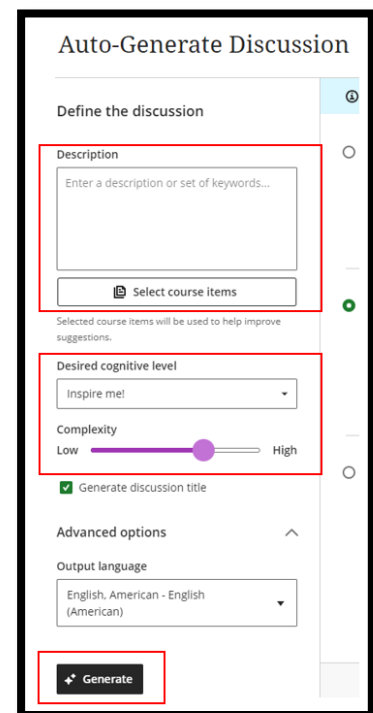 Auto-Generate Discussion
Define the discussion
Description
Enter a description or set of keywords...
Select course items
Selected course items will be used to help improve
suggestions.
Desired cognitive level
Inspire me!
Complexity
Low High
Generate discussion title
Advanced options
Output language
English, American - English
(American)
Generate